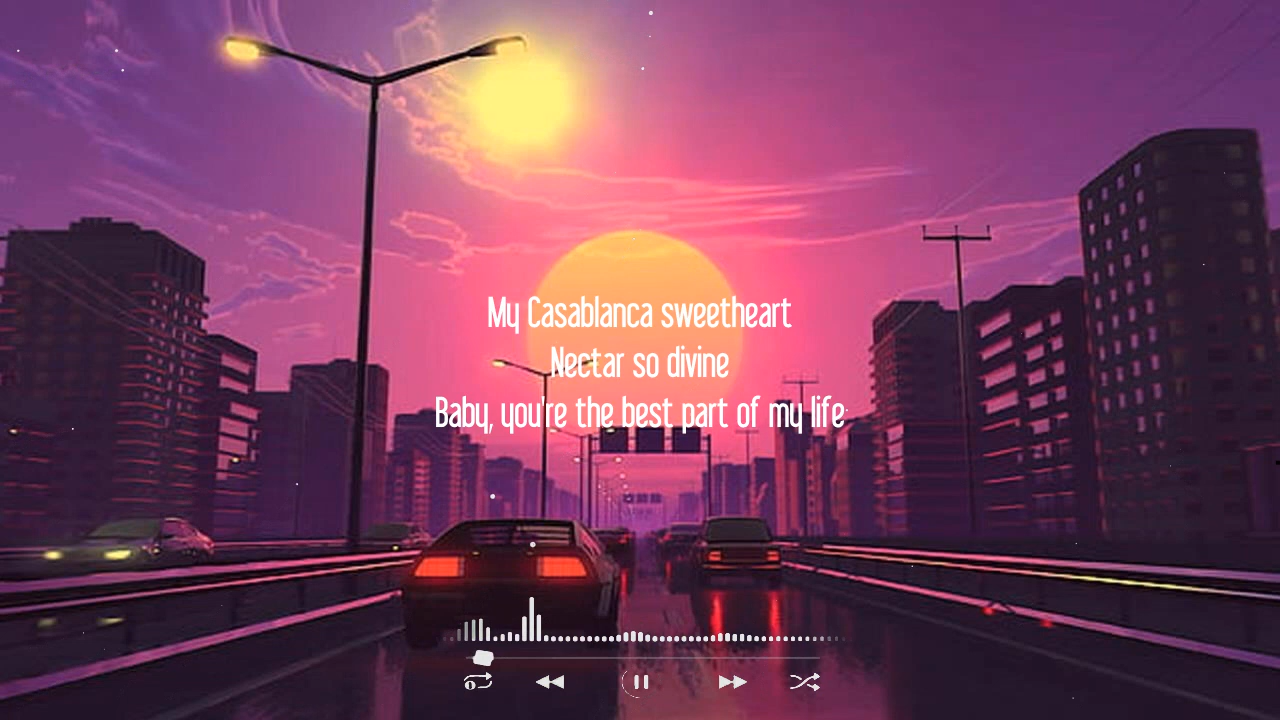 My Casablanca sweetheart
Nectar so divine
Baby, you're the best part of my life